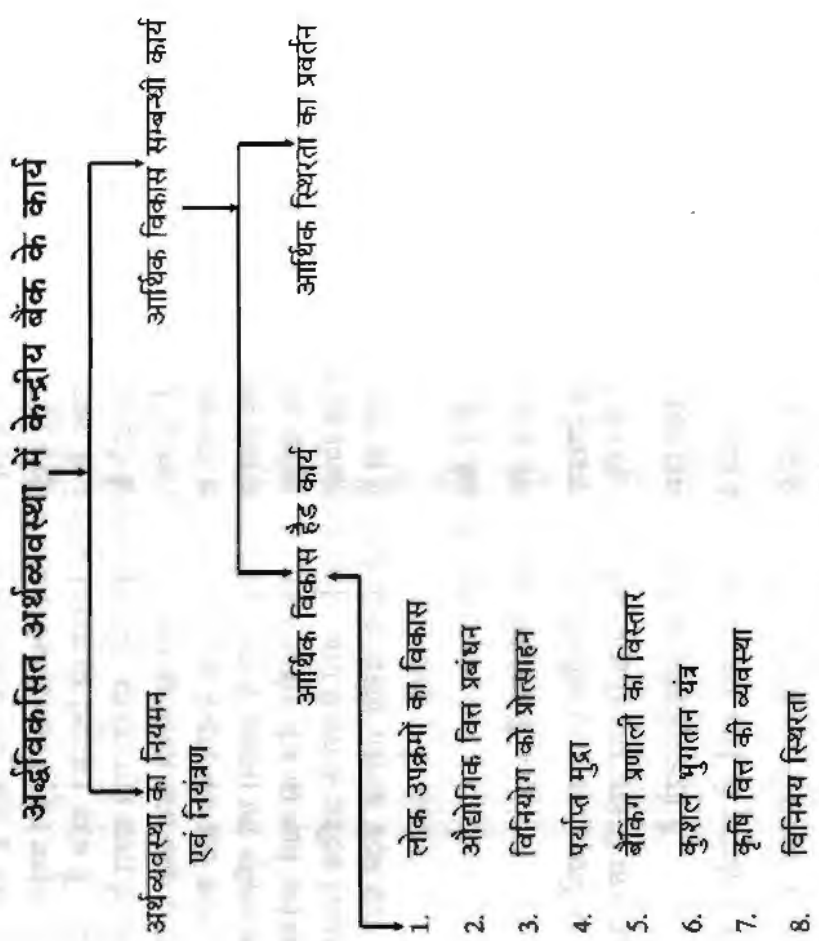 अर्द्धविकसित अर्थव्यवस्था में केन्द्रीय बैंक के कार्य
अर्थव्यवस्था का नियमन
एवं नियंत्रण
आर्थिक विकास सम्बन्धी कार्य
आर्थिक विकास हैड कार्य
आर्थिक स्थिरता का प्रवर्तन
1. लोक उपक्रमों का विकास
2. औद्योगिक वित्त प्रबंधन
3. विनियोग को प्रोत्साहन
4. पर्याप्त मुद्रा
5. बैंकिंग प्रणाली का विस्तार
6. कुशल भुगतान यंत्र
7. कृषि वित्त की व्यवस्था
8. विनिमय स्थिरता